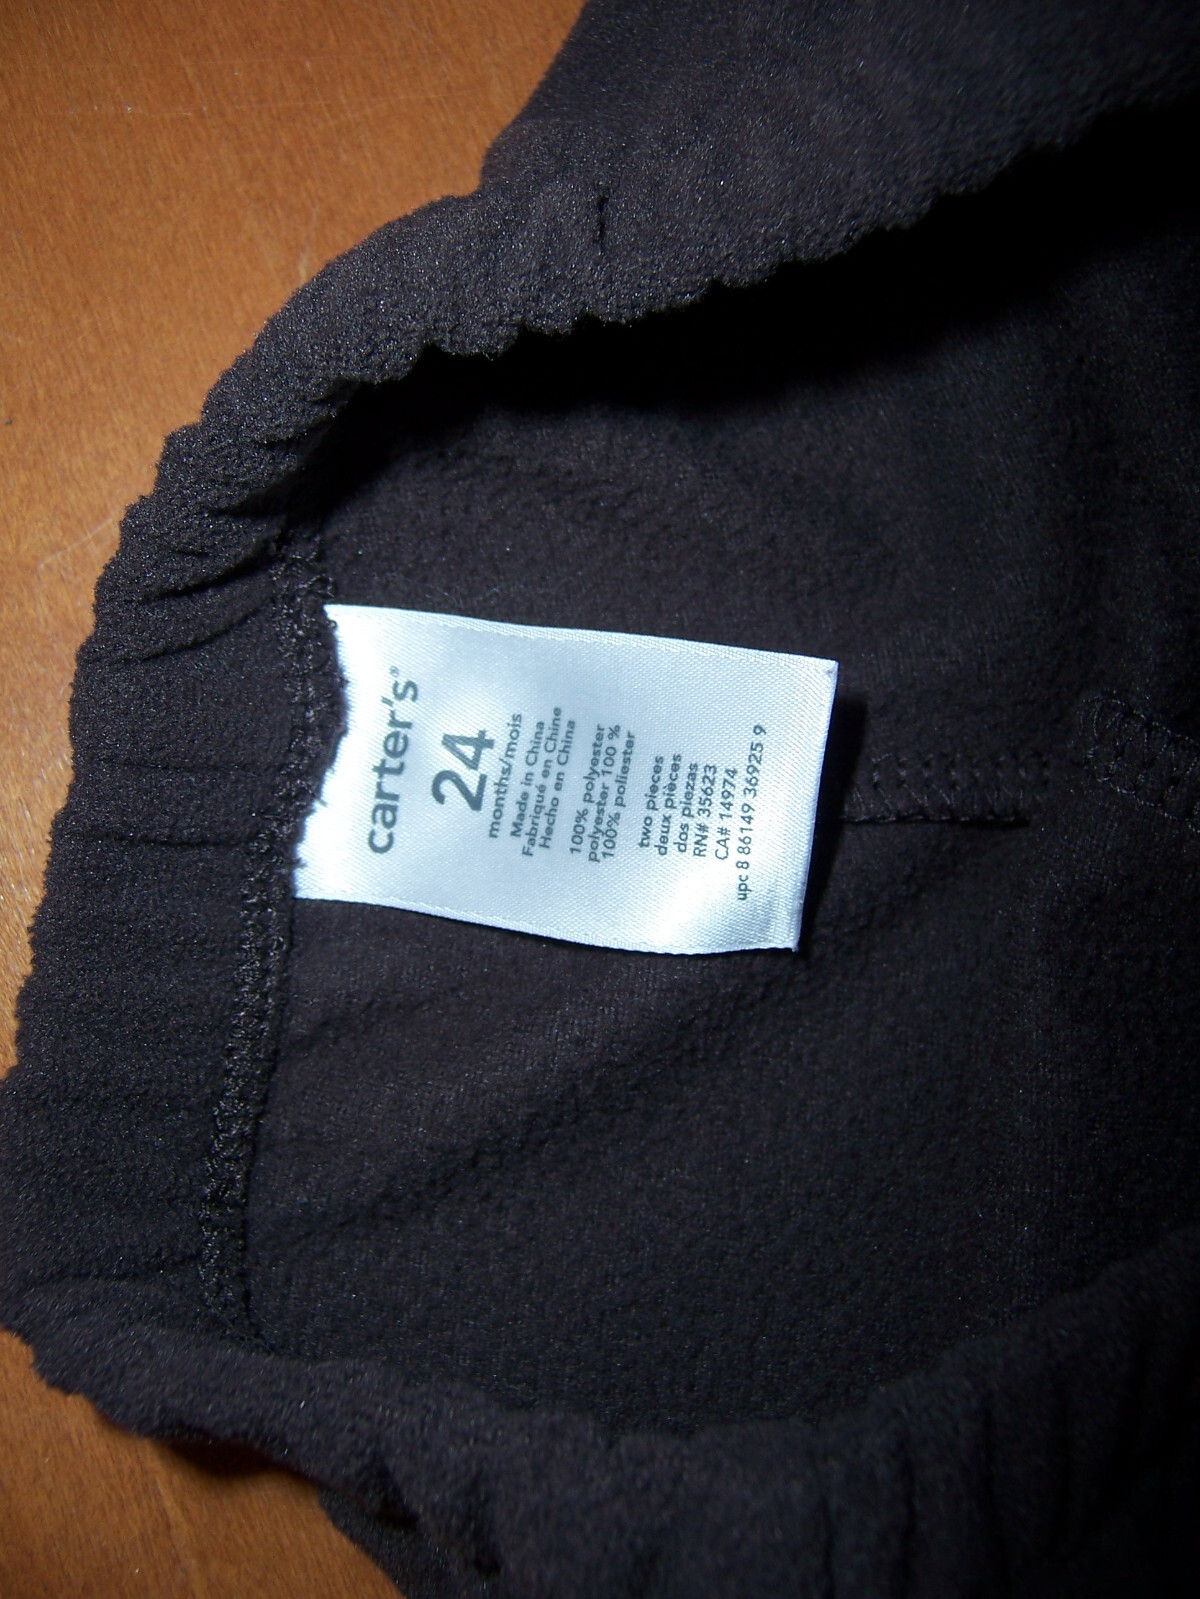 carter's®
24
months/mois
Made in China
Fabriqué en Chine
Hecho en China
100% polyester
polyester 100 %
100% poliester
two pieces
deux pièces
dos piezas
RN# 35623
CA# 14974
upc 8 86149 36925 9